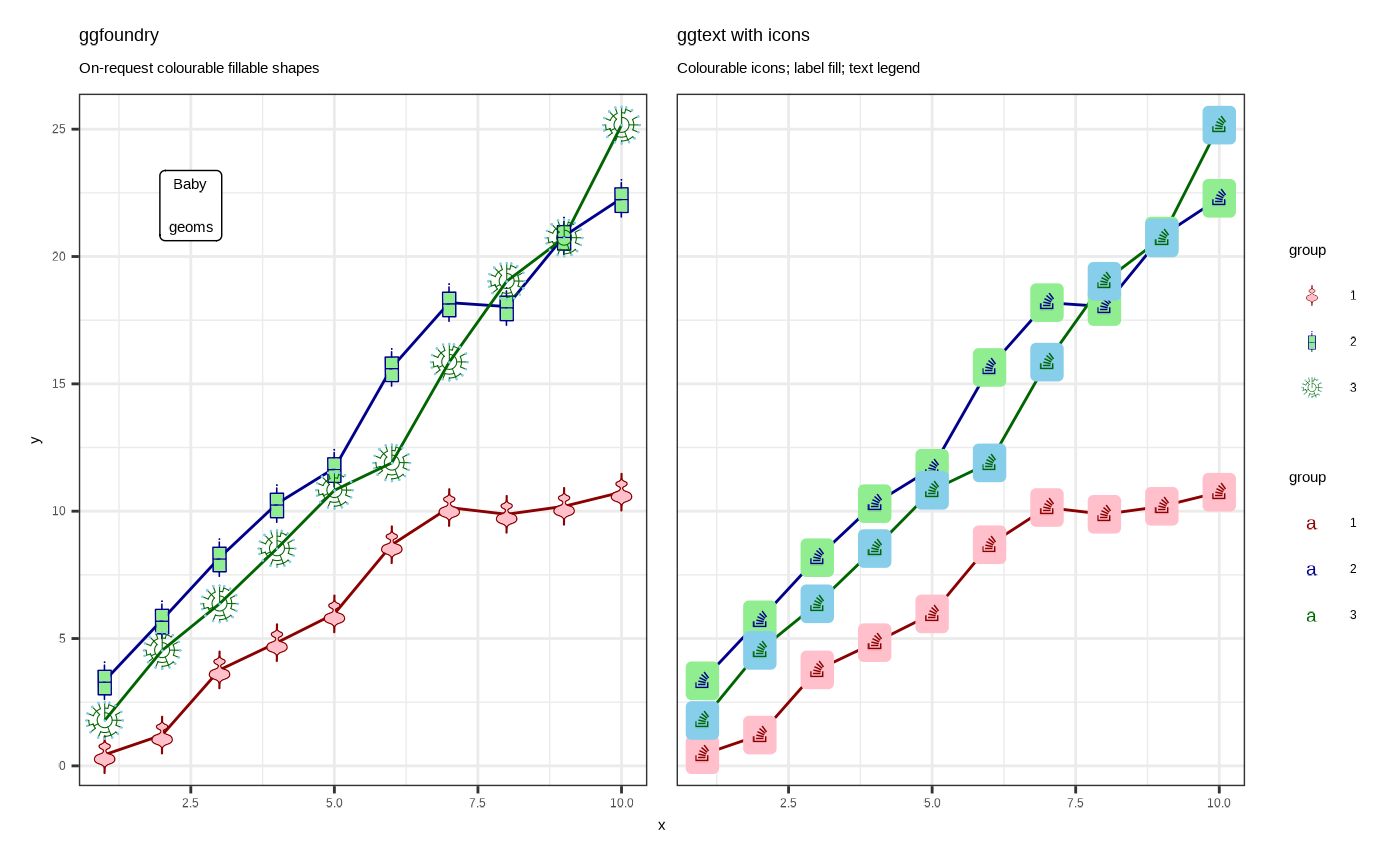 ggfoundry
On-request colourable fillable shapes
Baby
geoms
25
20
15
10
5
0
y
2.5 5.0 7.5 10.0
ggtext with icons
Colourable icons; label fill; text legend
2.5 5.0 7.5 10.0
x
group
1
2
3
group
a 1
a 2
a 3